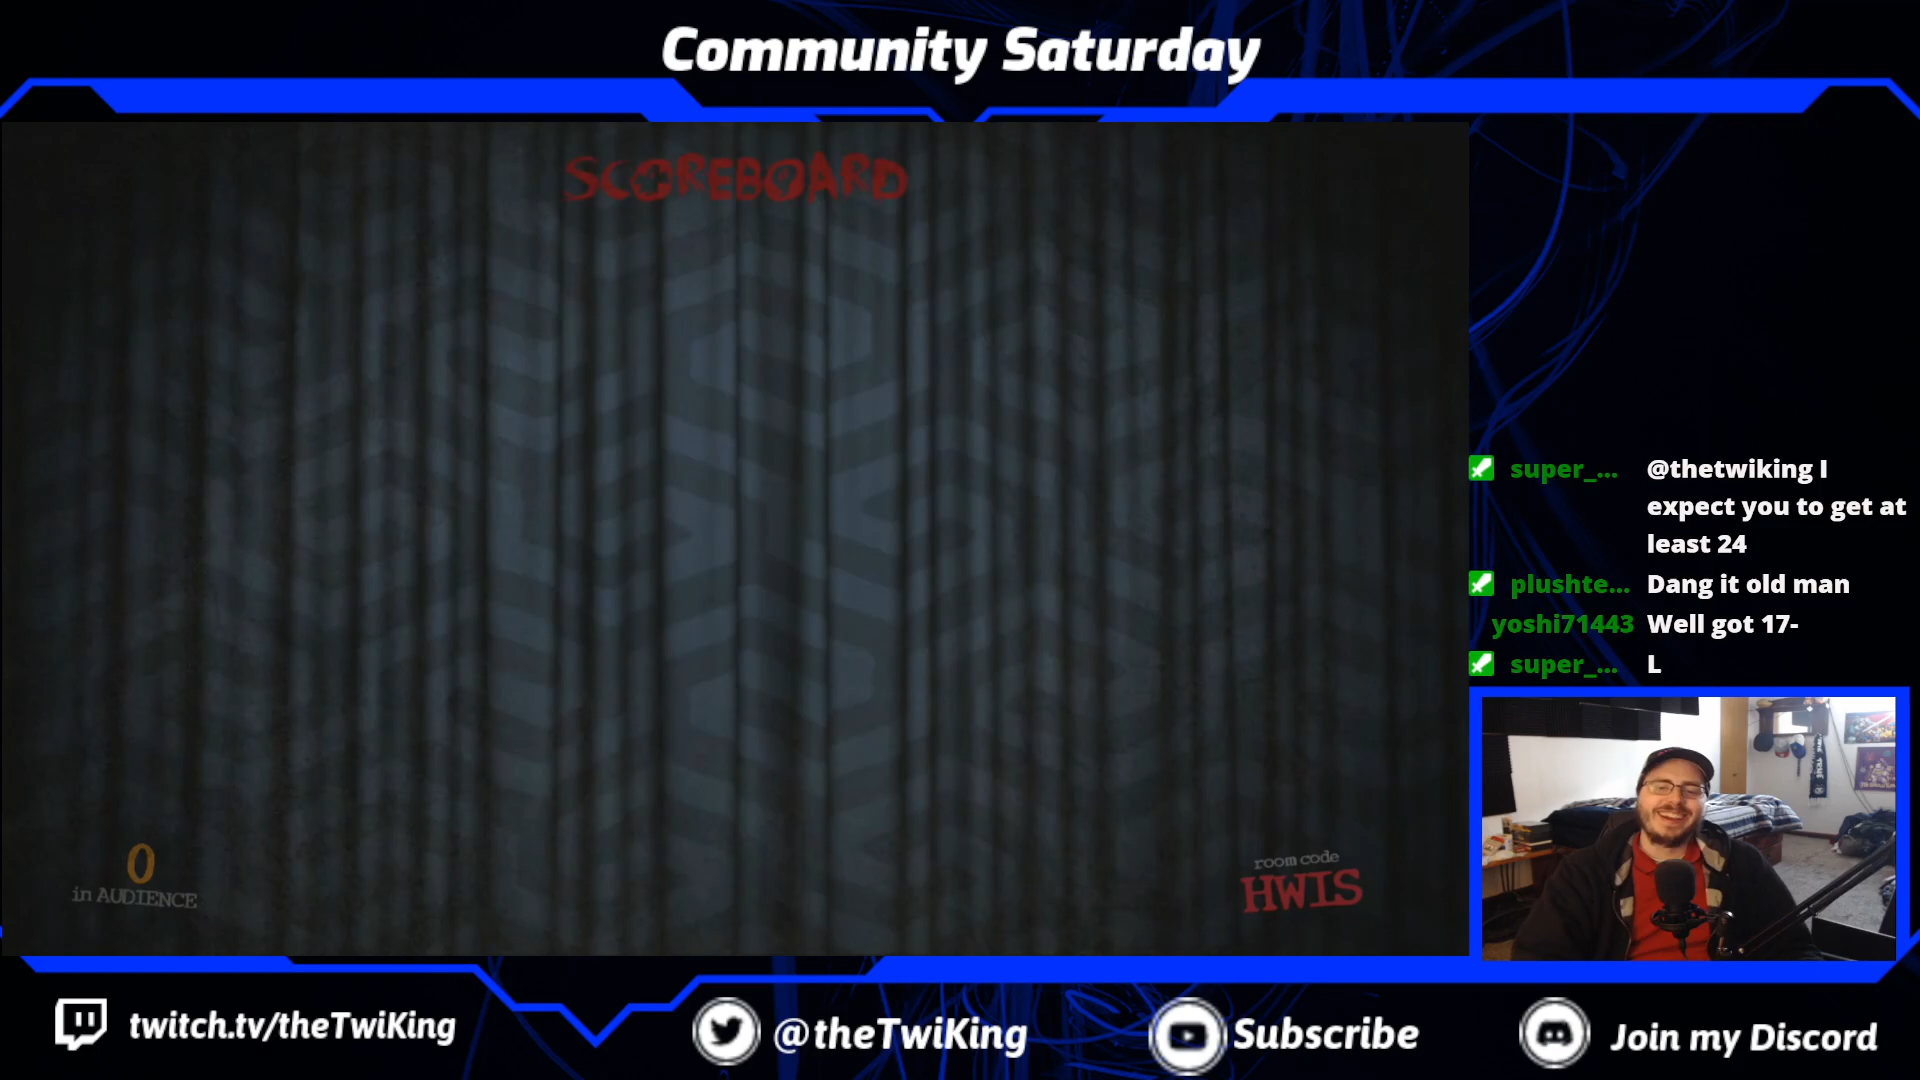 Community Saturday
SCOREBOARD
super_... @thetwiking I
expect you to get at
least 24
plushte... Dang it old man
yoshi71443 Well got 17-
super_... L
0
in AUDIENCE
room code
HWIS
twitch.tv/theTwiKing
@theTwiKing
Subscribe
Join my Discord